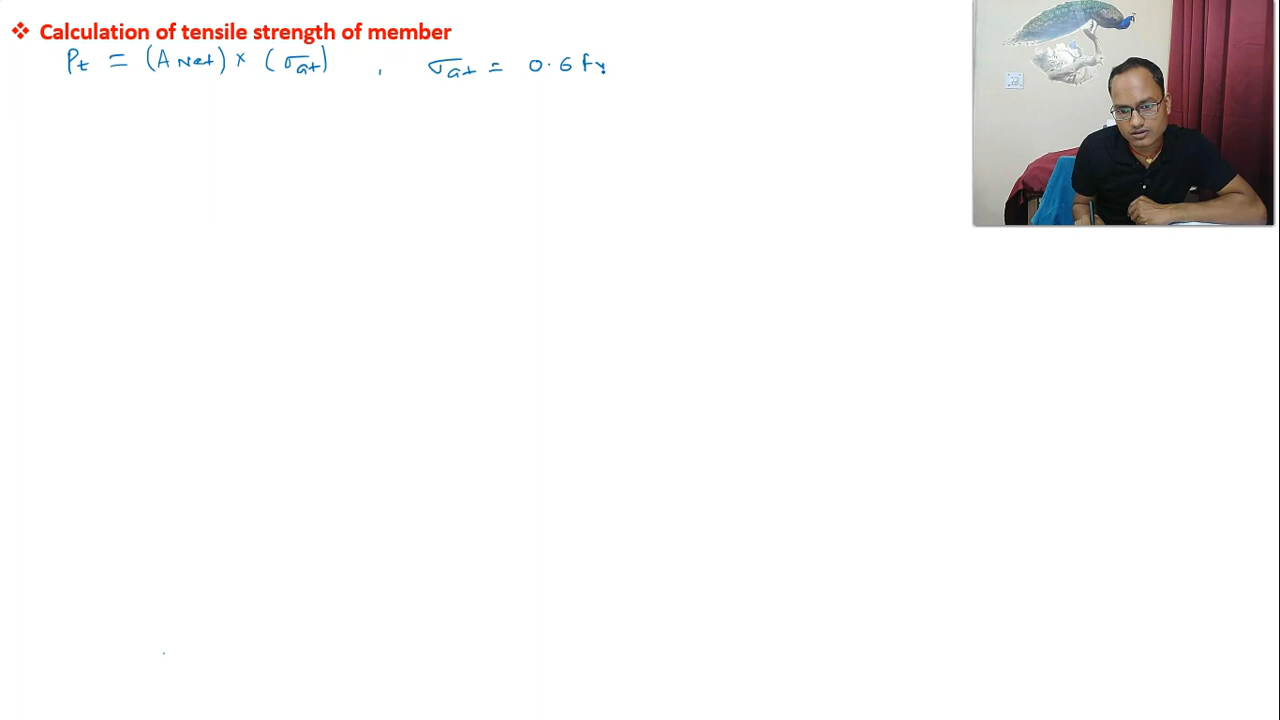 ❖ Calculation of tensile strength of member
Pt = (A Net) × (σat) , σat = 0.6 fy